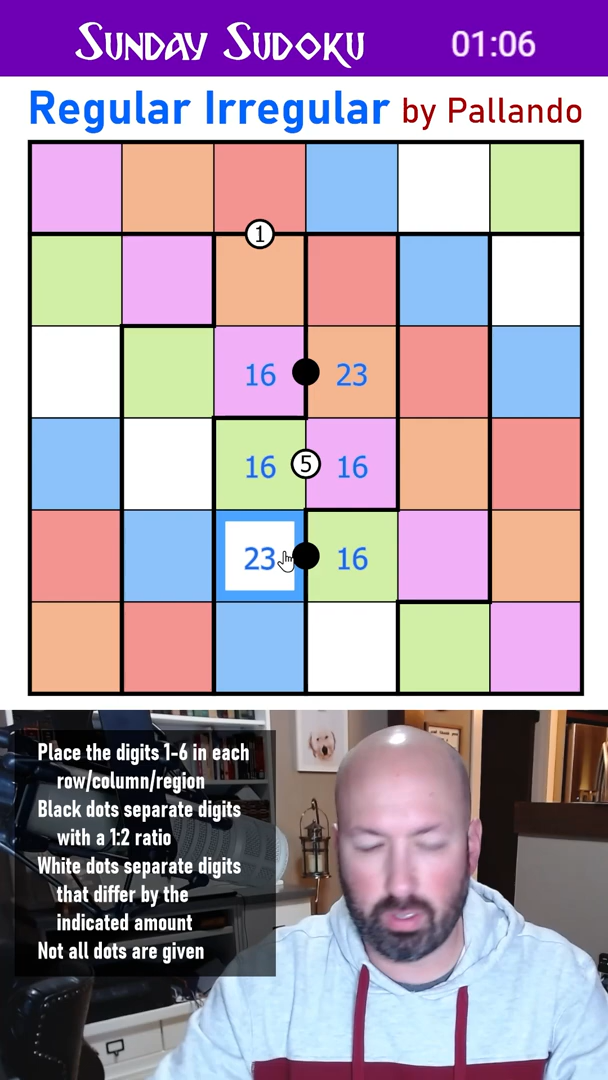 Sunday Sudoku 01:06
Regular Irregular by Pallando
1
16 23
16 5 16
23 16
Place the digits 1-6 in each
row/column/region
Black dots separate digits
with a 1:2 ratio
White dots separate digits
that differ by the
indicated amount
Not all dots are given